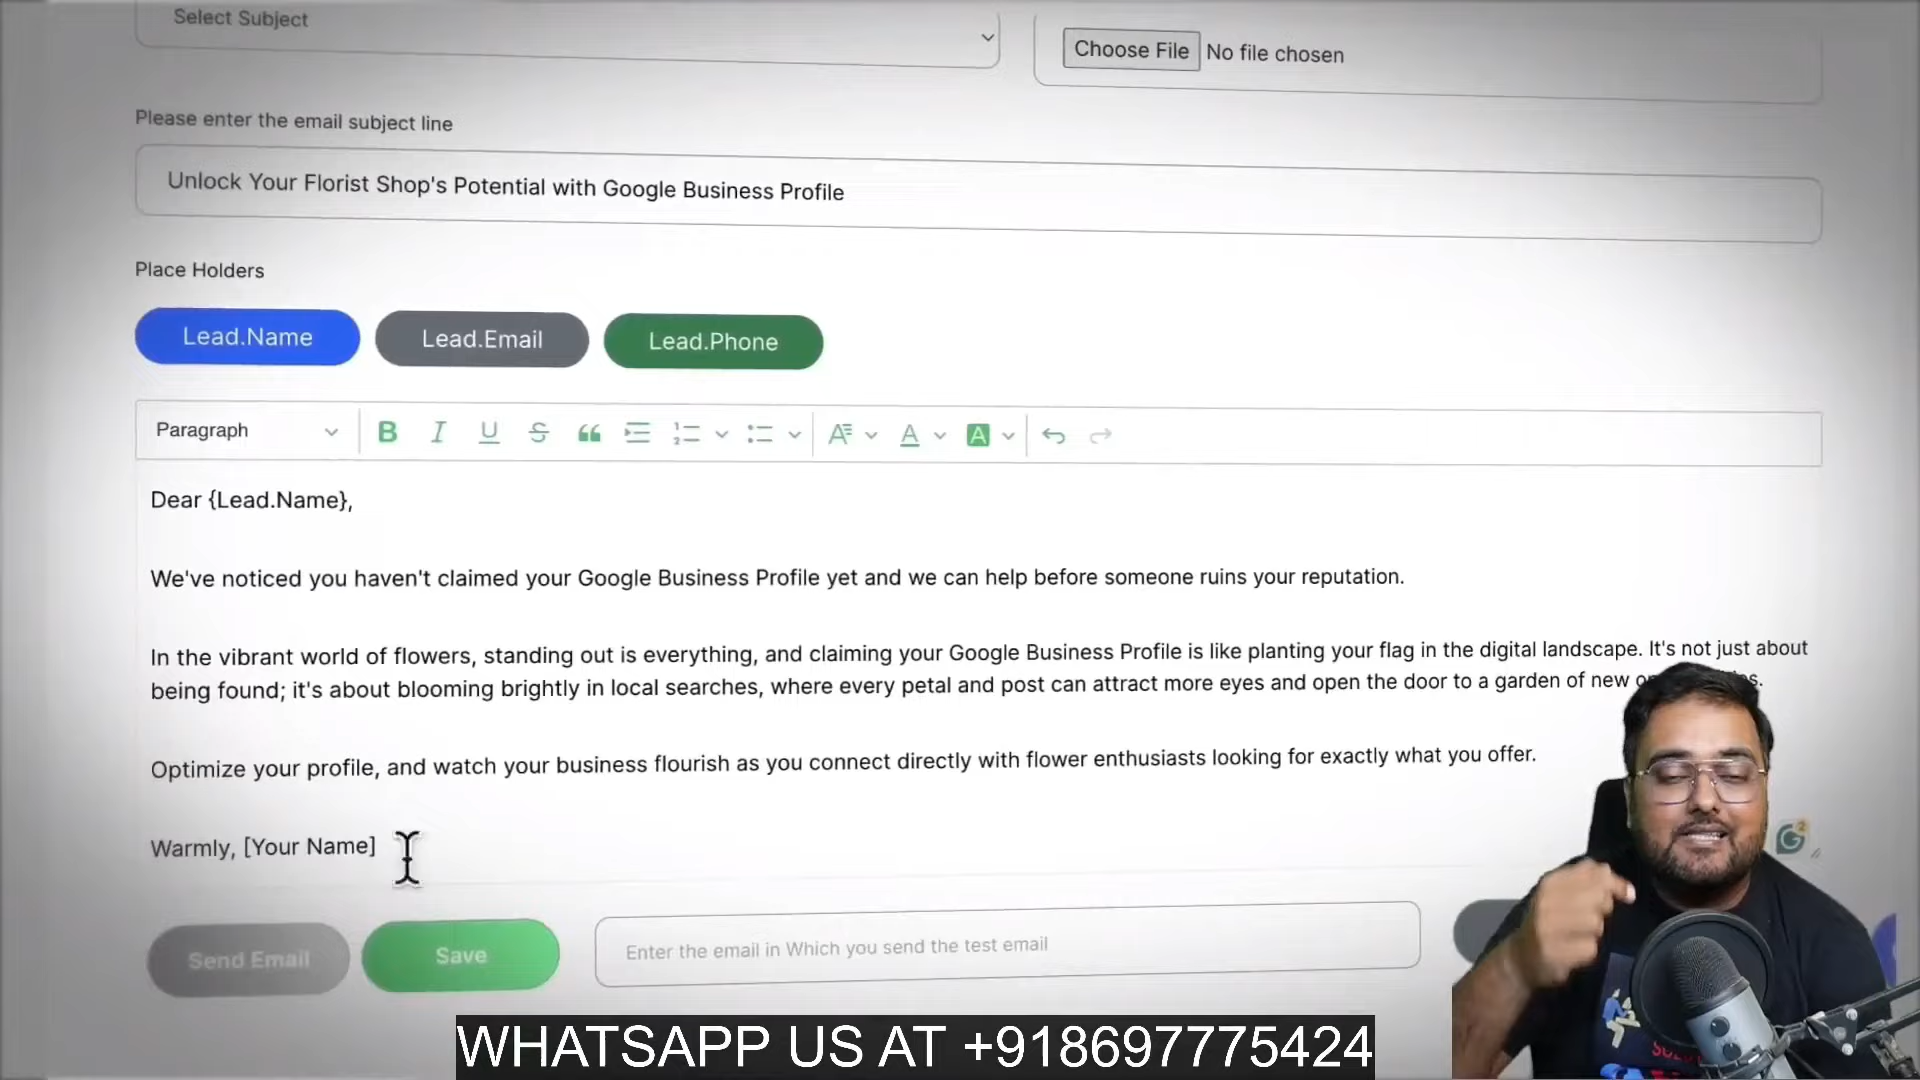 Select Subject
Choose File No file chosen
Please enter the email subject line
Unlock Your Florist Shop's Potential with Google Business Profile
Place Holders
Lead.Name Lead.Email Lead.Phone
Paragraph
Dear {Lead.Name},
We've noticed you haven't claimed your Google Business Profile yet and we can help before someone ruins your reputation.
In the vibrant world of flowers, standing out is everything, and claiming your Google Business Profile is like planting your flag in the digital landscape. It's not just about
being found; it's about blooming brightly in local searches, where every petal and post can attract more eyes and open the door to a garden of new
Optimize your profile, and watch your business flourish as you connect directly with flower enthusiasts looking for exactly what you offer.
Warmly, [Your Name]
Send Email Save Enter the email in Which you send the test email
WHATSAPP US AT +918697775424